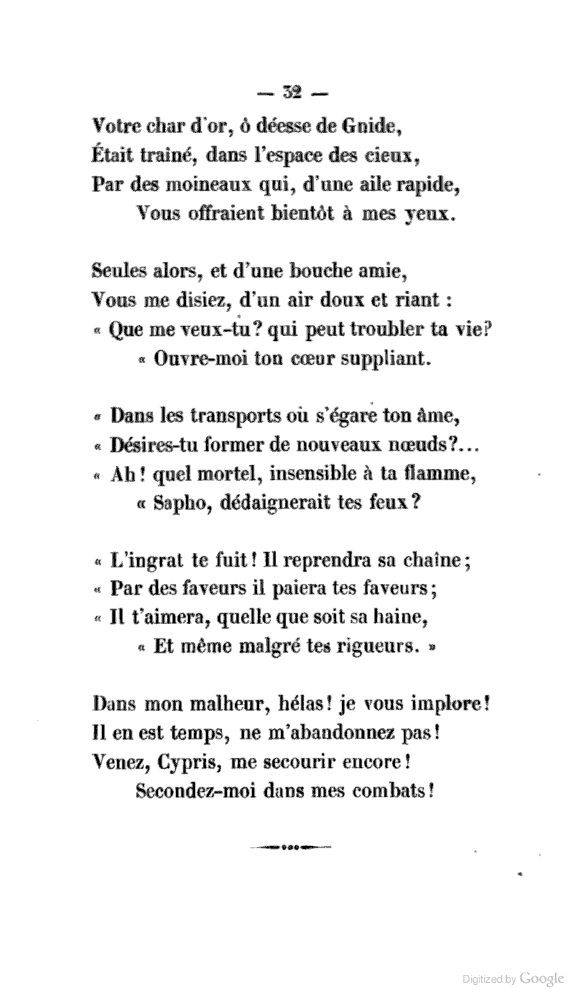 — 32 —
Votre char d'or, ô déesse de Gnide,
Était traîné, dans l'espace des cieux,
Par des moineaux qui, d'une aile rapide,
Vous offraient bientôt à mes yeux.
Seules alors, et d'une bouche amie,
Vous me disiez, d'un air doux et riant :
« Que me veux-tu? qui peut troubler ta vie?
« Ouvre-moi ton cœur suppliant.
« Dans les transports où s'égare ton âme,
« Désires-tu former de nouveaux nœuds?...
« Ah! quel mortel, insensible à ta flamme,
« Sapho, dédaignerait tes feux?
« L'ingrat te fuit! Il reprendra sa chaîne;
« Par des faveurs il paiera tes faveurs;
« Il t'aimera, quelle que soit sa haine,
« Et même malgré tes rigueurs. »
Dans mon malheur, hélas! je vous implore!
Il en est temps, ne m'abandonnez pas!
Venez, Cypris, me secourir encore!
Secondez-moi dans mes combats!
Digitized by Google